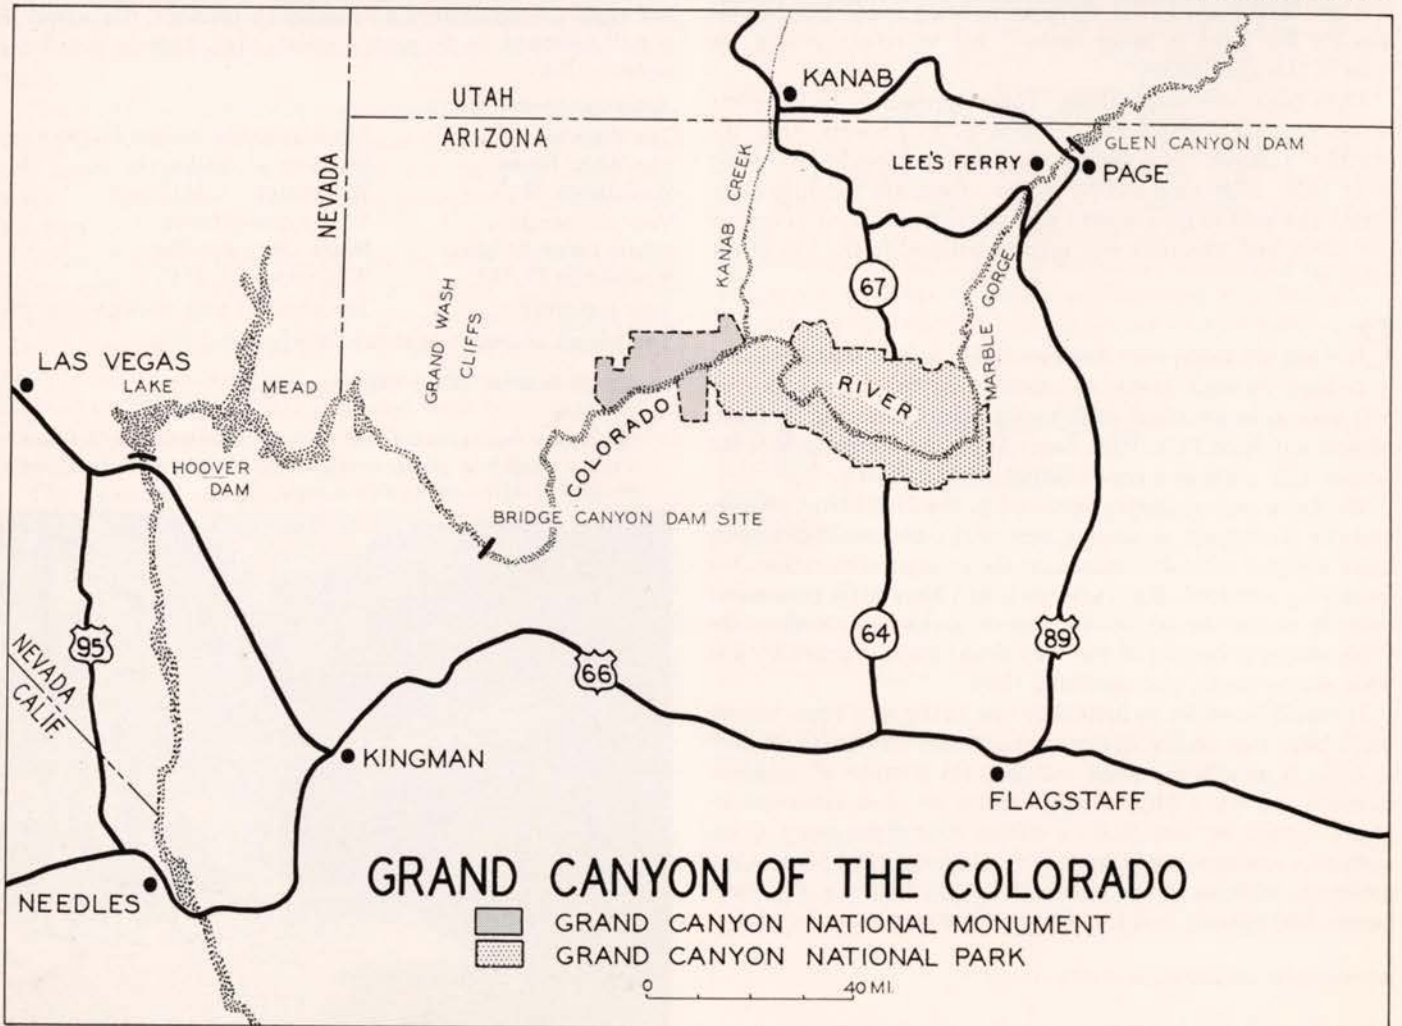 UTAH
ARIZONA
NEVADA
KANAB
GLEN CANYON DAM
LEE'S FERRY
PAGE
KANAB CREEK
67
MARBLE GORGE
GRAND WASH
CLIFFS
LAS VEGAS
LAKE MEAD
HOOVER
DAM
COLORADO
RIVER
BRIDGE CANYON DAM SITE
95
66
64
89
NEVADA
CALIF.
KINGMAN
FLAGSTAFF
NEEDLES
GRAND CANYON OF THE COLORADO
GRAND CANYON NATIONAL MONUMENT
GRAND CANYON NATIONAL PARK
0 40 MI.